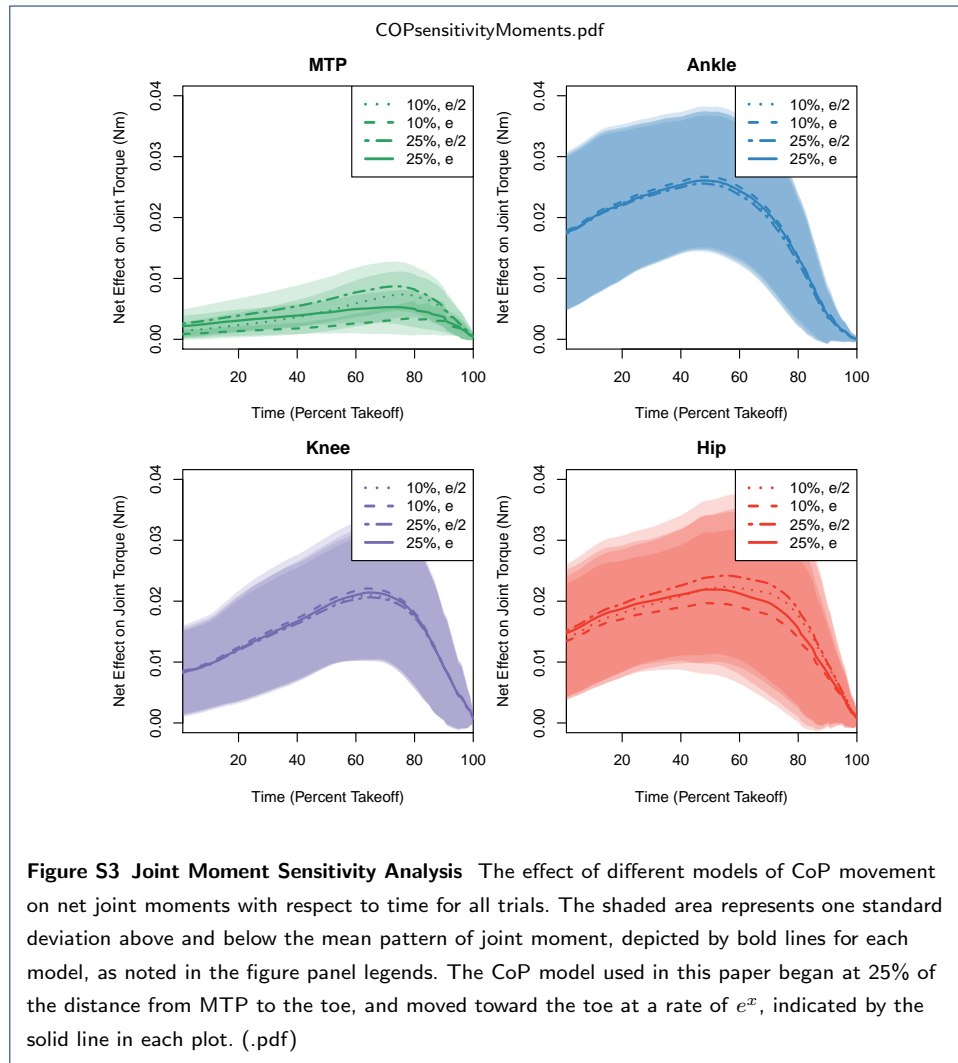 COPsensitivityMoments.pdf
MTP
Net Effect on Joint Torque (Nm)
0.00 0.01 0.02 0.03 0.04
10%, e/2
10%, e
25%, e/2
25%, e
20 40 60 80 100
Time (Percent Takeoff)
Ankle
Net Effect on Joint Torque (Nm)
0.00 0.01 0.02 0.03 0.04
10%, e/2
10%, e
25%, e/2
25%, e
20 40 60 80 100
Time (Percent Takeoff)
Knee
Net Effect on Joint Torque (Nm)
0.00 0.01 0.02 0.03 0.04
10%, e/2
10%, e
25%, e/2
25%, e
20 40 60 80 100
Time (Percent Takeoff)
Hip
Net Effect on Joint Torque (Nm)
0.00 0.01 0.02 0.03 0.04
10%, e/2
10%, e
25%, e/2
25%, e
20 40 60 80 100
Time (Percent Takeoff)
Figure S3 Joint Moment Sensitivity Analysis The effect of different models of CoP movement
on net joint moments with respect to time for all trials. The shaded area represents one standard
deviation above and below the mean pattern of joint moment, depicted by bold lines for each
model, as noted in the figure panel legends. The CoP model used in this paper began at 25% of
the distance from MTP to the toe, and moved toward the toe at a rate of e^x, indicated by the
solid line in each plot. (.pdf)